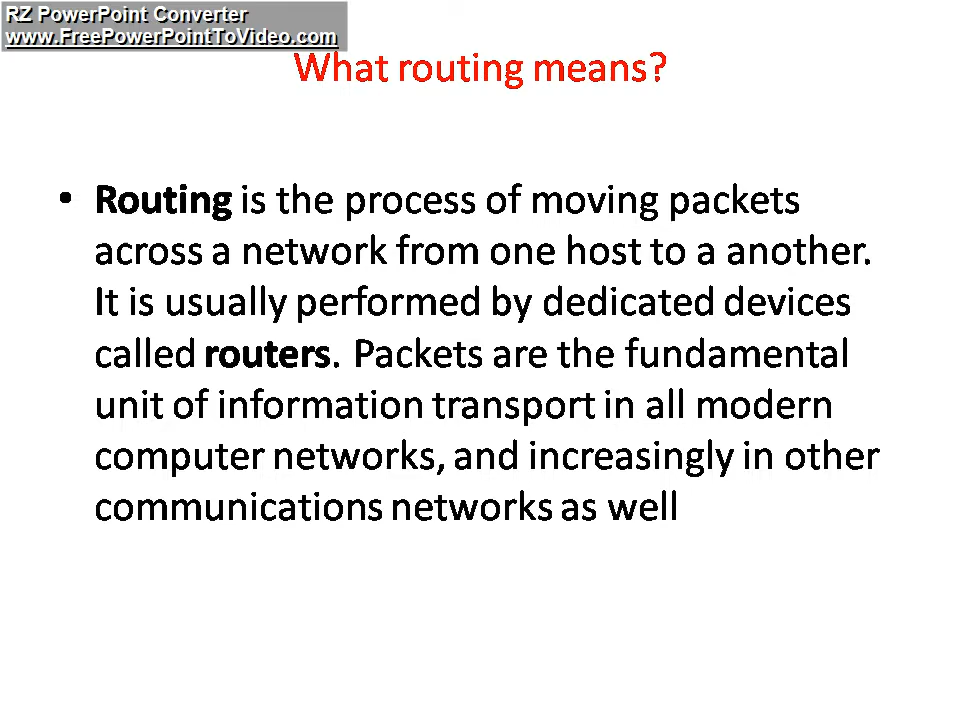 RZ PowerPoint Converter
www.FreePowerPointToVideo.com
What routing means?
• Routing is the process of moving packets
across a network from one host to a another.
It is usually performed by dedicated devices
called routers. Packets are the fundamental
unit of information transport in all modern
computer networks, and increasingly in other
communications networks as well